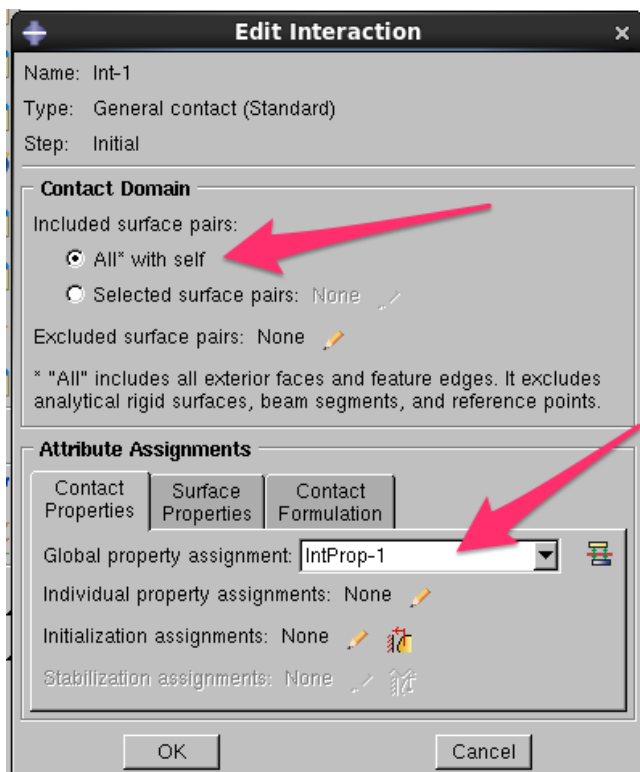 Edit Interaction
Name: Int-1
Type: General contact (Standard)
Step: Initial
Contact Domain
Included surface pairs:
All* with self
Selected surface pairs: None
Excluded surface pairs: None
* "All" includes all exterior faces and feature edges. It excludes
analytical rigid surfaces, beam segments, and reference points.
Attribute Assignments
Contact Properties
Surface Properties
Contact Formulation
Global property assignment: IntProp-1
Individual property assignments: None
Initialization assignments: None
Stabilization assignments: None
OK
Cancel